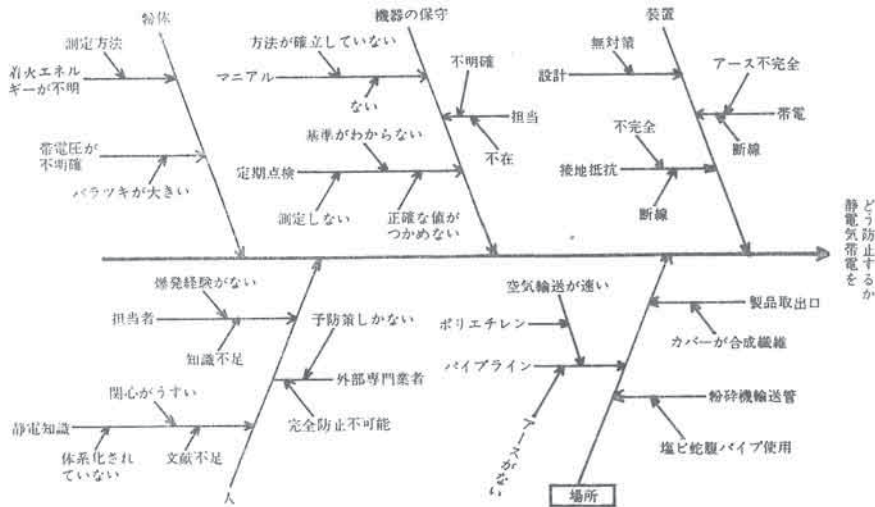 粉体
機器の保守
装置
測定方法
着火エネル
ギーが不明
帯電圧が
不明確
バラツキが大きい
方法が確立していない
マニアル
ない
不明確
担当
不在
基準がわからない
定期点検
測定しない
正確な値が
つかめない
無対策
設計
アース不完全
帯電
断線
不完全
接地抵抗
断線
どう防止するか
静電気帯電を
爆発経験がない
担当者
知識不足
予防策しかない
外部専門業者
完全防止不可能
関心がうすい
静電知識
体系化され
ていない
文献不足
人
空気輸送が速い
ポリエチレン
パイプライン
アースがない
製品取出口
カバーが合成繊維
粉砕機輸送管
塩ビ蛇腹パイプ使用
場所